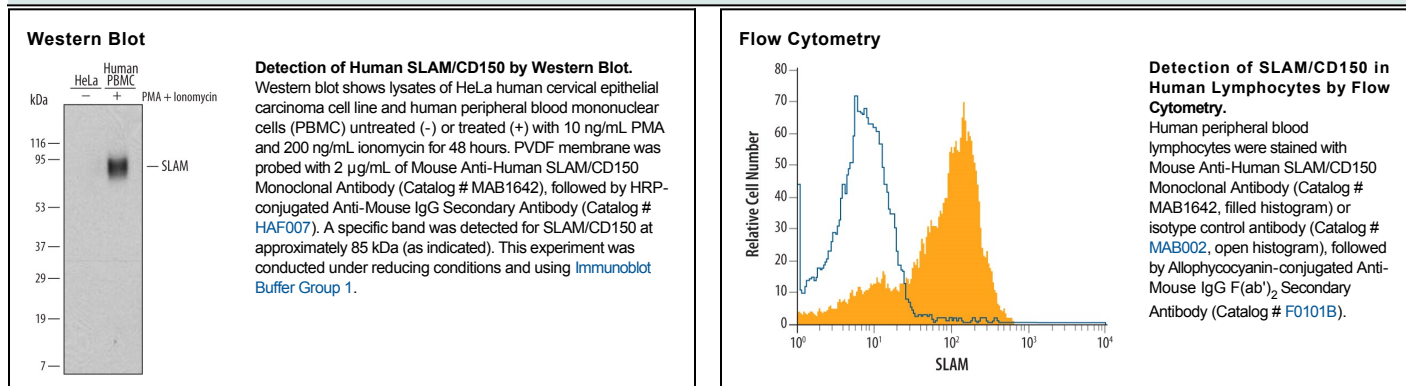 Western Blot
HeLa
Human
PBMC
kDa
– + PMA + Ionomycin
116
95
SLAM
53
37
29
19
7
Detection of Human SLAM/CD150 by Western Blot.
Western blot shows lysates of HeLa human cervical epithelial
carcinoma cell line and human peripheral blood mononuclear
cells (PBMC) untreated (-) or treated (+) with 10 ng/mL PMA
and 200 ng/mL ionomycin for 48 hours. PVDF membrane was
probed with 2 µg/mL of Mouse Anti-Human SLAM/CD150
Monoclonal Antibody (Catalog # MAB1642), followed by HRP-
conjugated Anti-Mouse IgG Secondary Antibody (Catalog #
HAF007). A specific band was detected for SLAM/CD150 at
approximately 85 kDa (as indicated). This experiment was
conducted under reducing conditions and using Immunoblot
Buffer Group 1.
Flow Cytometry
Relative Cell Number
80
70
60
50
40
30
20
10
0
10⁰ 10¹ 10² 10³ 10⁴
SLAM
Detection of SLAM/CD150 in
Human Lymphocytes by Flow
Cytometry.
Human peripheral blood
lymphocytes were stained with
Mouse Anti-Human SLAM/CD150
Monoclonal Antibody (Catalog #
MAB1642, filled histogram) or
isotype control antibody (Catalog #
MAB002, open histogram), followed
by Allophycocyanin-conjugated Anti-
Mouse IgG F(ab')₂ Secondary
Antibody (Catalog # F0101B).